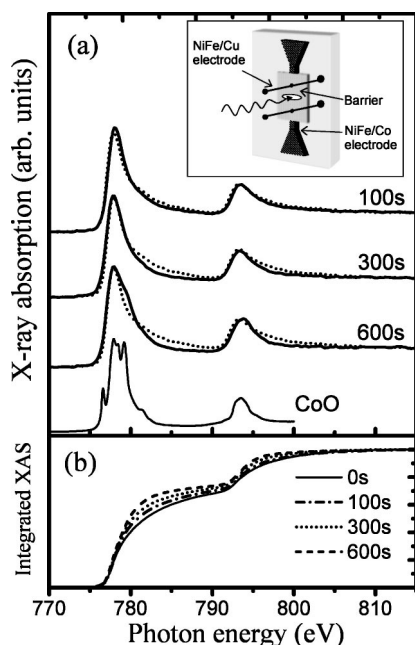 (a)
NiFe/Cu
electrode
Barrier
NiFe/Co
electrode
X-ray absorption (arb. units)
100s
300s
600s
CoO
(b)
Integrated XAS
0s
100s
300s
600s
770 780 790 800 810
Photon energy (eV)